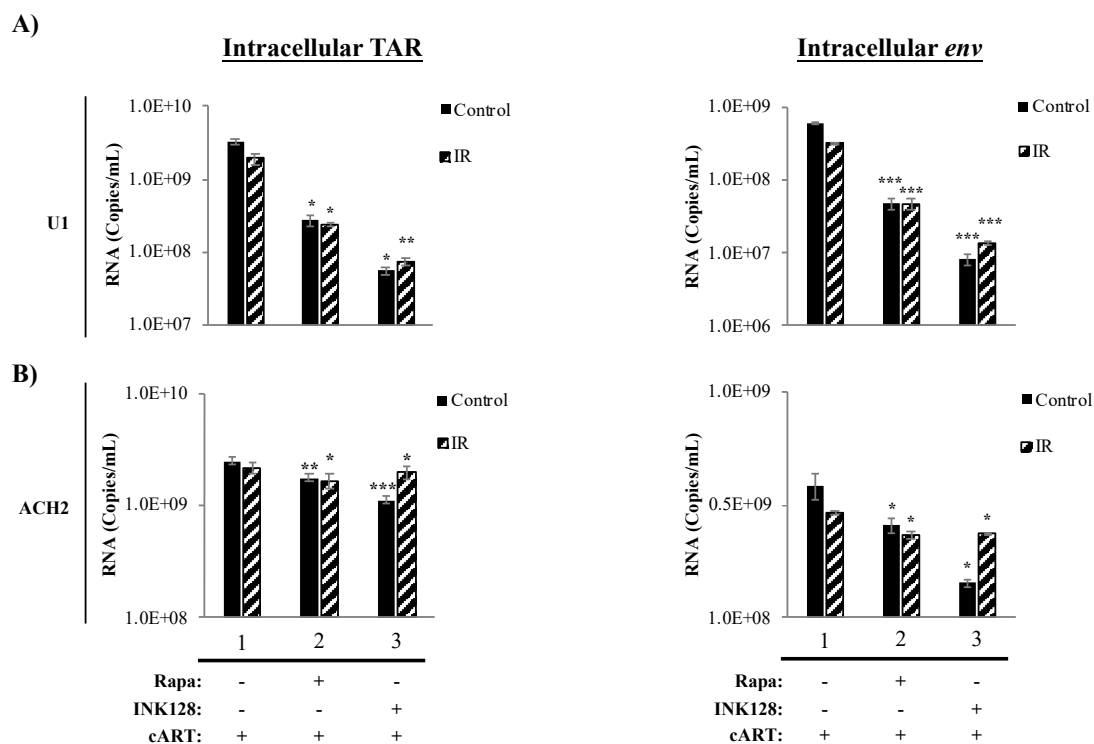 A)
Intracellular TAR
Intracellular env
U1
RNA (Copies/mL)
1.0E+10
1.0E+09
1.0E+08
1.0E+07
Control
IR
* *
* **
RNA (Copies/mL)
1.0E+09
1.0E+08
1.0E+07
1.0E+06
Control
IR
*** ***
*** ***
B)
ACH2
RNA (Copies/mL)
1.0E+10
1.0E+09
1.0E+08
Control
IR
** *
*** *
1 2 3
RNA (Copies/mL)
1.0E+09
0.5E+09
1.0E+08
Control
IR
* *
* *
1 2 3
Rapa: - + -
INK128: - - +
cART: + + +
Rapa: - + -
INK128: - - +
cART: + + +